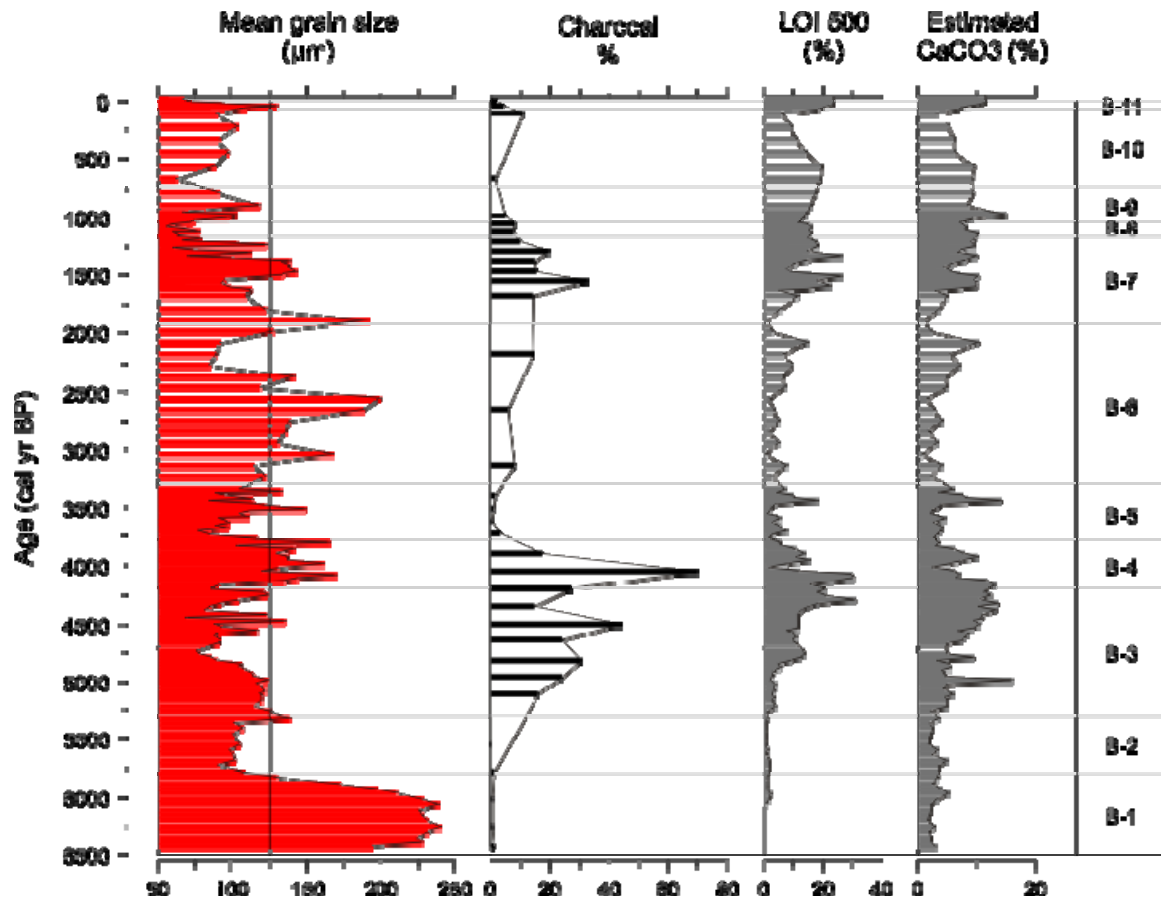 Mean grain size
(µm)
Charcoal
%
LOI 500
(%)
Estimated
CaCO3 (%)
Age (cal yr BP)
0
500
1000
1500
2000
2500
3000
3500
4000
4500
5000
5500
6000
6500
B-11
B-10
B-9
B-8
B-7
B-6
B-5
B-4
B-3
B-2
B-1
50 100 150 200 250
0 20 40 60 80
0 20 40
0 20